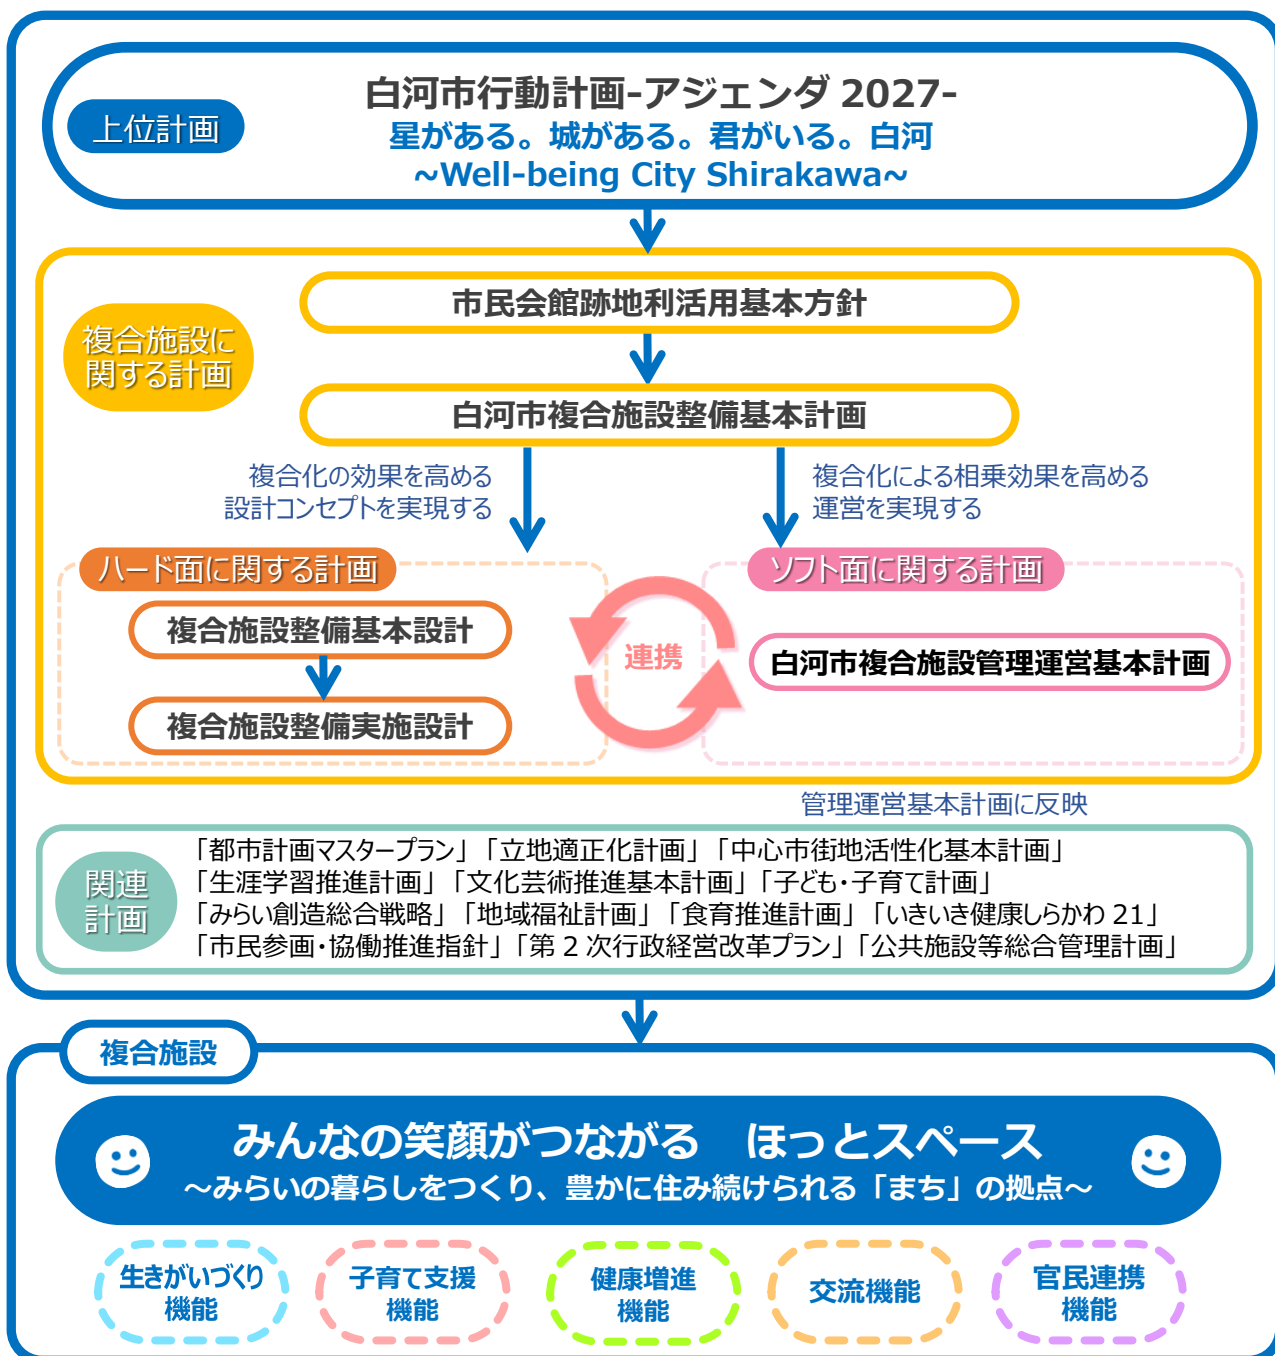 上位計画
白河市行動計画-アジェンダ 2027-
星がある。城がある。君がいる。白河
~Well-being City Shirakawa~
複合施設に
関する計画
市民会館跡地利活用基本方針
白河市複合施設整備基本計画
複合化の効果を高める
設計コンセプトを実現する
複合化による相乗効果を高める
運営を実現する
ハード面に関する計画
複合施設整備基本設計
複合施設整備実施設計
連携
ソフト面に関する計画
白河市複合施設管理運営基本計画
管理運営基本計画に反映
関連
計画
「都市計画マスタープラン」「立地適正化計画」「中心市街地活性化基本計画」
「生涯学習推進計画」「文化芸術推進基本計画」「子ども・子育て計画」
「みらい創造総合戦略」「地域福祉計画」「食育推進計画」「いきいき健康しらかわ 21」
「市民参画・協働推進指針」「第 2 次行政経営改革プラン」「公共施設等総合管理計画」
複合施設
みんなの笑顔がつながる　ほっとスペース
～みらいの暮らしをつくり、豊かに住み続けられる「まち」の拠点～
生きがいづくり
機能
子育て支援
機能
健康増進
機能
交流機能
官民連携
機能